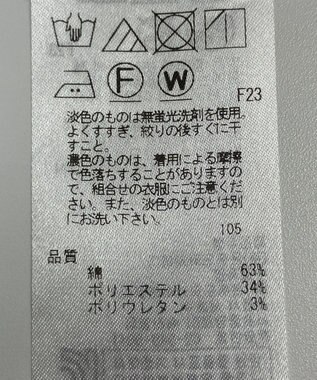 F W F23
淡色のものは無蛍光洗剤を使用。
よくすすぎ、絞りの後すぐに干
すこと。
濃色のものは、着用による摩擦
で色落ちすることがありますの
で、組合せの衣服にご注意くだ
さい。また、淡色のものとは別
にお洗い下さい。
105
品質
綿 63%
ポリエステル 34%
ポリウレタン 3%